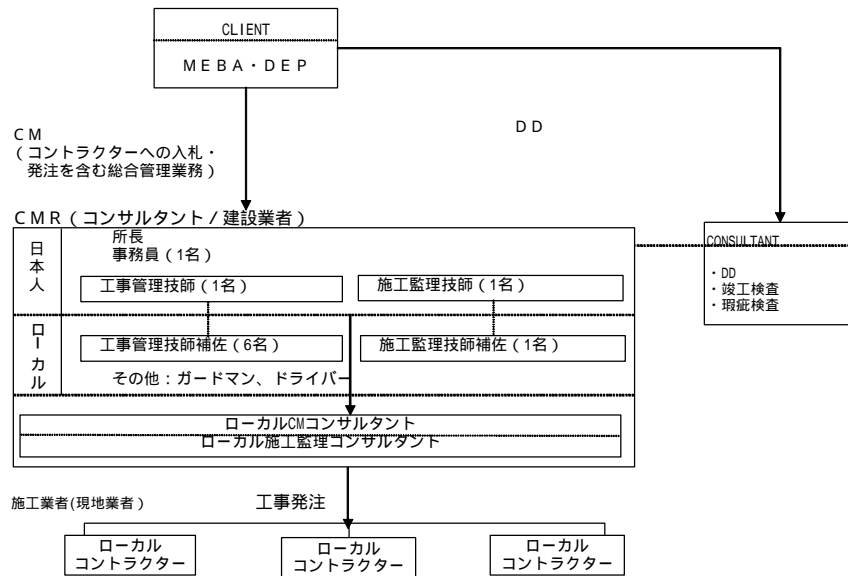 CLIENT
ＭＥＢＡ・ＤＥＰ
ＤＤ
ＣＭ
（コントラクターへの入札・
発注を含む総合管理業務）
ＣＭＲ（コンサルタント／建設業者）
日本人
所長
事務員（1名）
工事管理技師（1名）
施工監理技師（1名）
CONSULTANT
・DD
・竣工検査
・瑕疵検査
ローカル
工事管理技師補佐（6名）
施工監理技師補佐（1名）
その他：ガードマン、ドライバー
ローカルCMコンサルタント
ローカル施工監理コンサルタント
施工業者(現地業者）
工事発注
ローカル
コントラクター
ローカル
コントラクター
ローカル
コントラクター